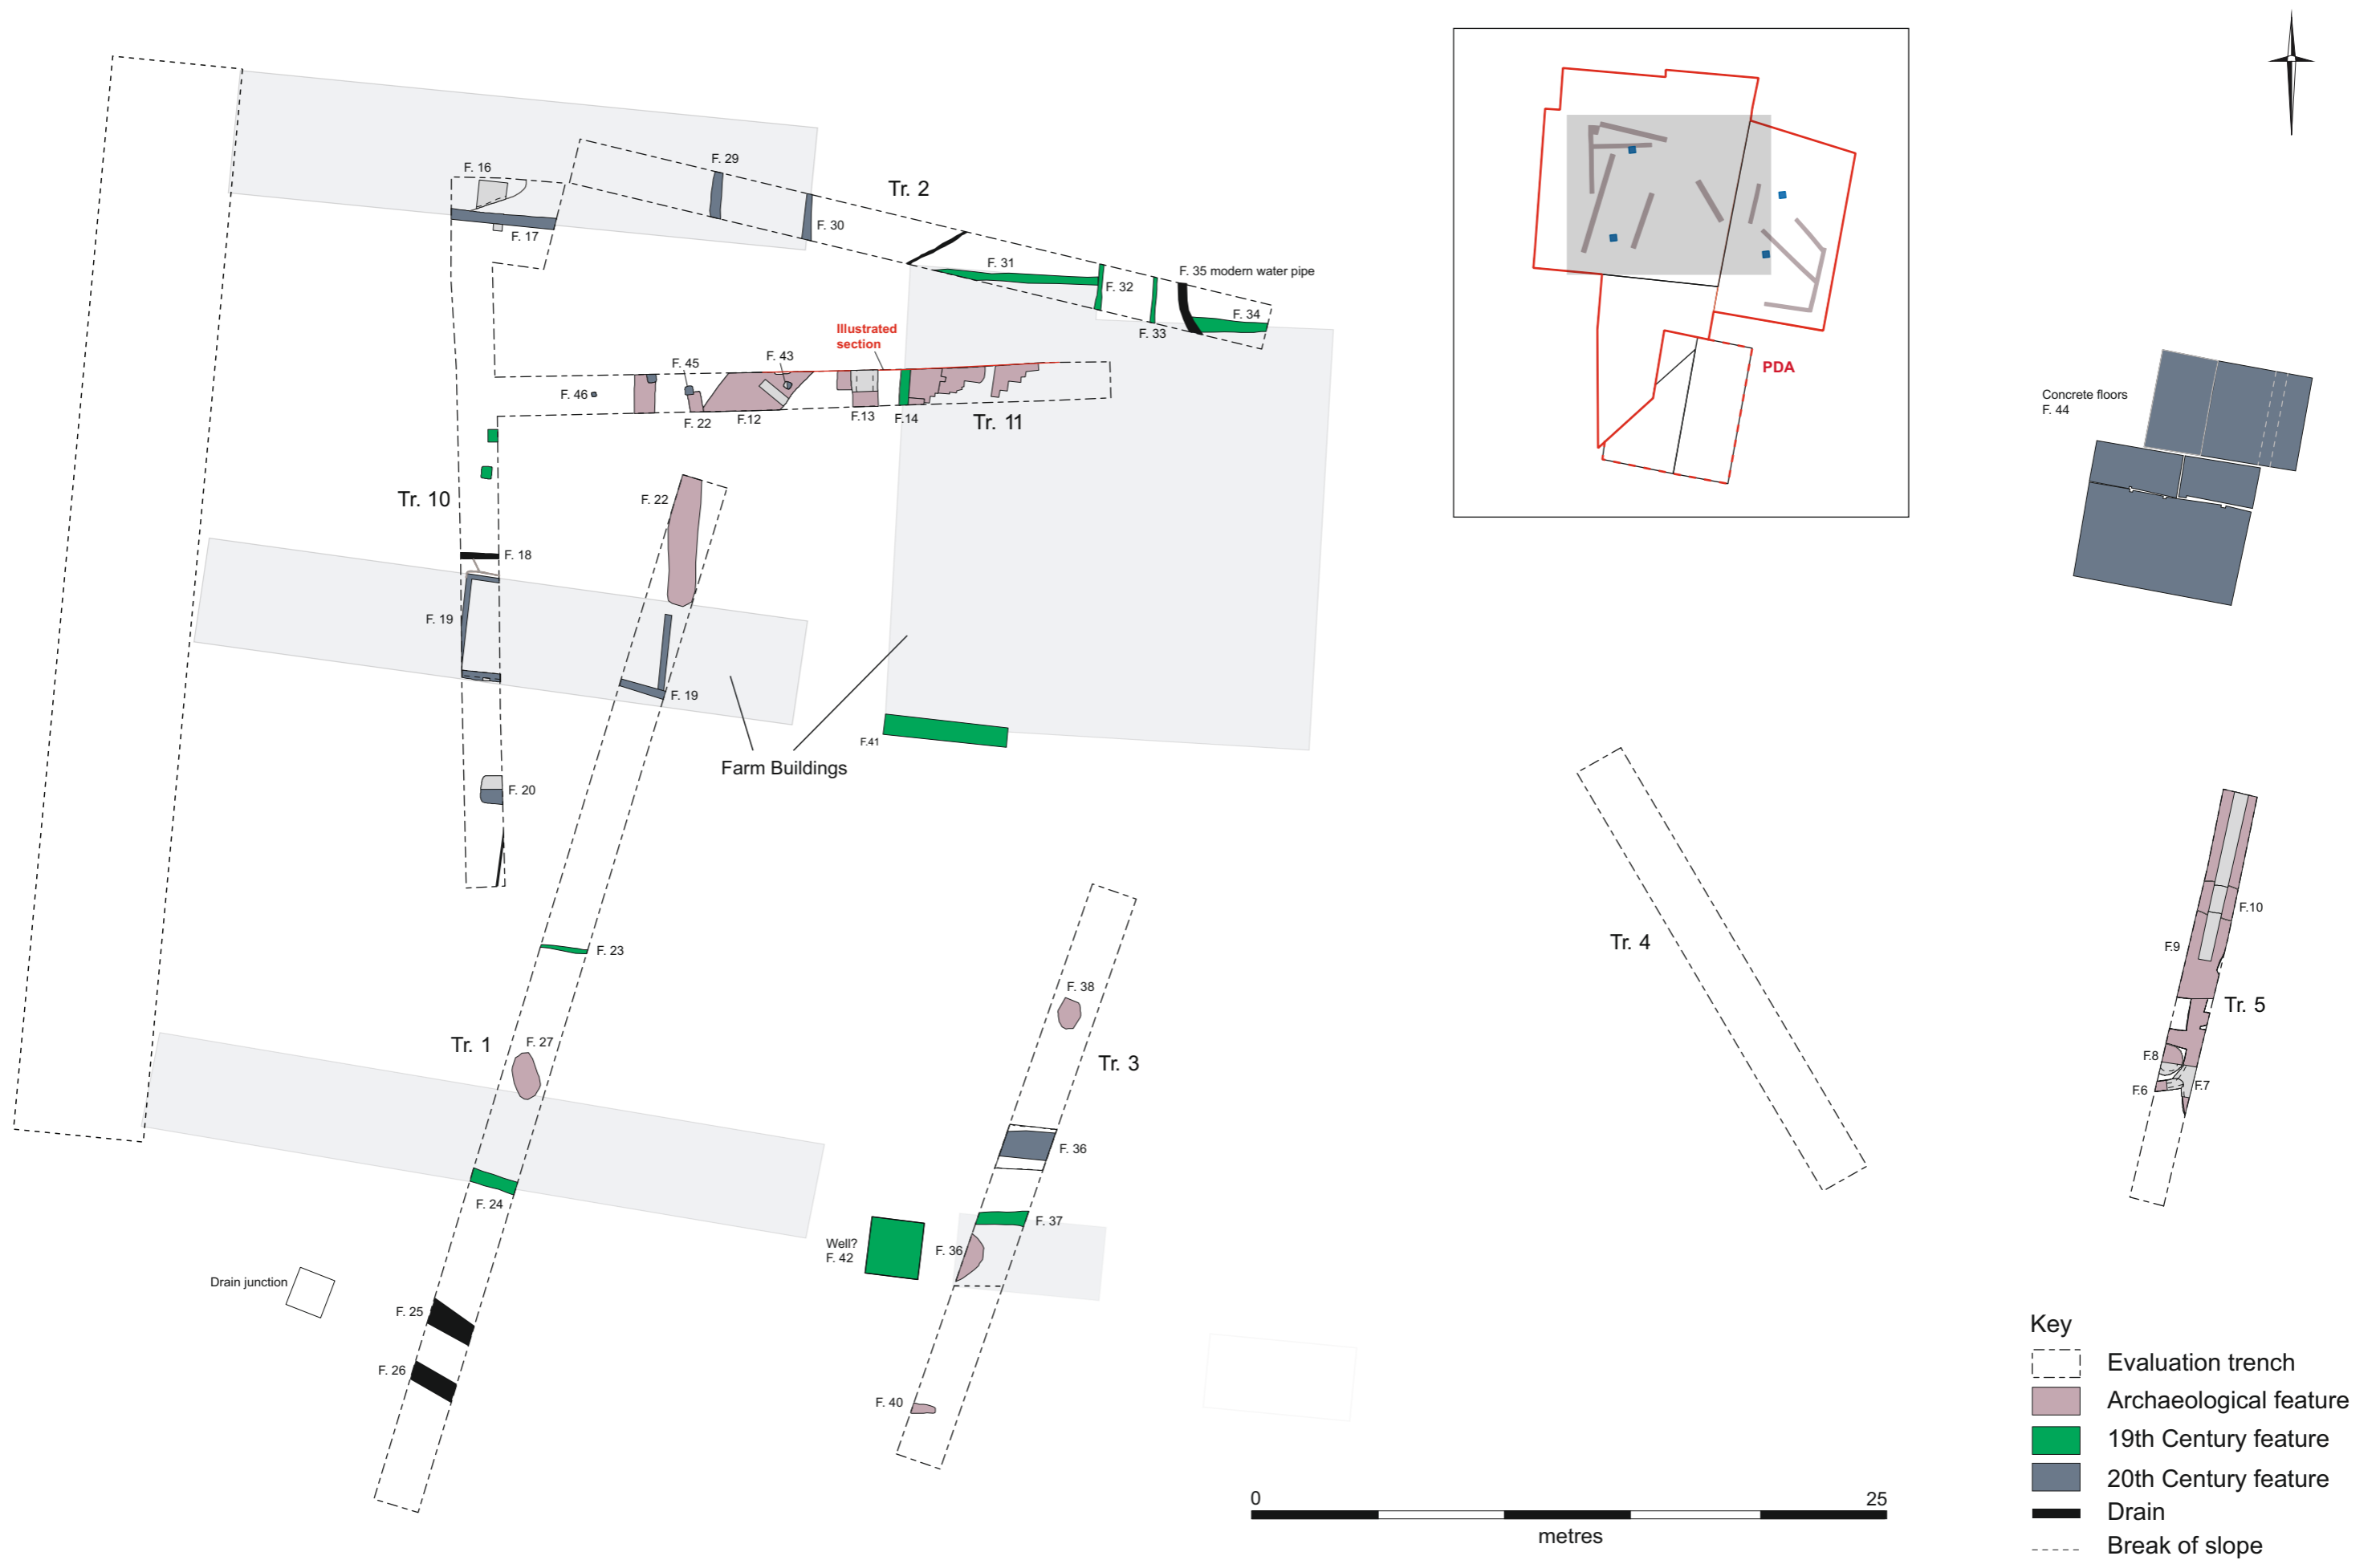 F. 16
F. 17
F. 29
F. 30
Tr. 2
F. 31
F. 32
F. 33
F. 35 modern water pipe
F. 34
Illustrated
section
F. 46
F. 45
F. 43
F. 22
F.12
F.13
F.14
Tr. 11
Tr. 10
F. 22
F. 18
F. 19
F. 19
F. 20
Farm Buildings
F.41
F. 23
Tr. 1
F. 27
F. 24
Drain junction
F. 25
F. 26
F. 38
Tr. 3
F. 36
F. 37
F. 36
Well?
F. 42
F. 40
Tr. 4
PDA
Concrete floors
F. 44
F.10
F.9
Tr. 5
F.8
F.6
F.7
0
25
metres
Key
Evaluation trench
Archaeological feature
19th Century feature
20th Century feature
Drain
Break of slope